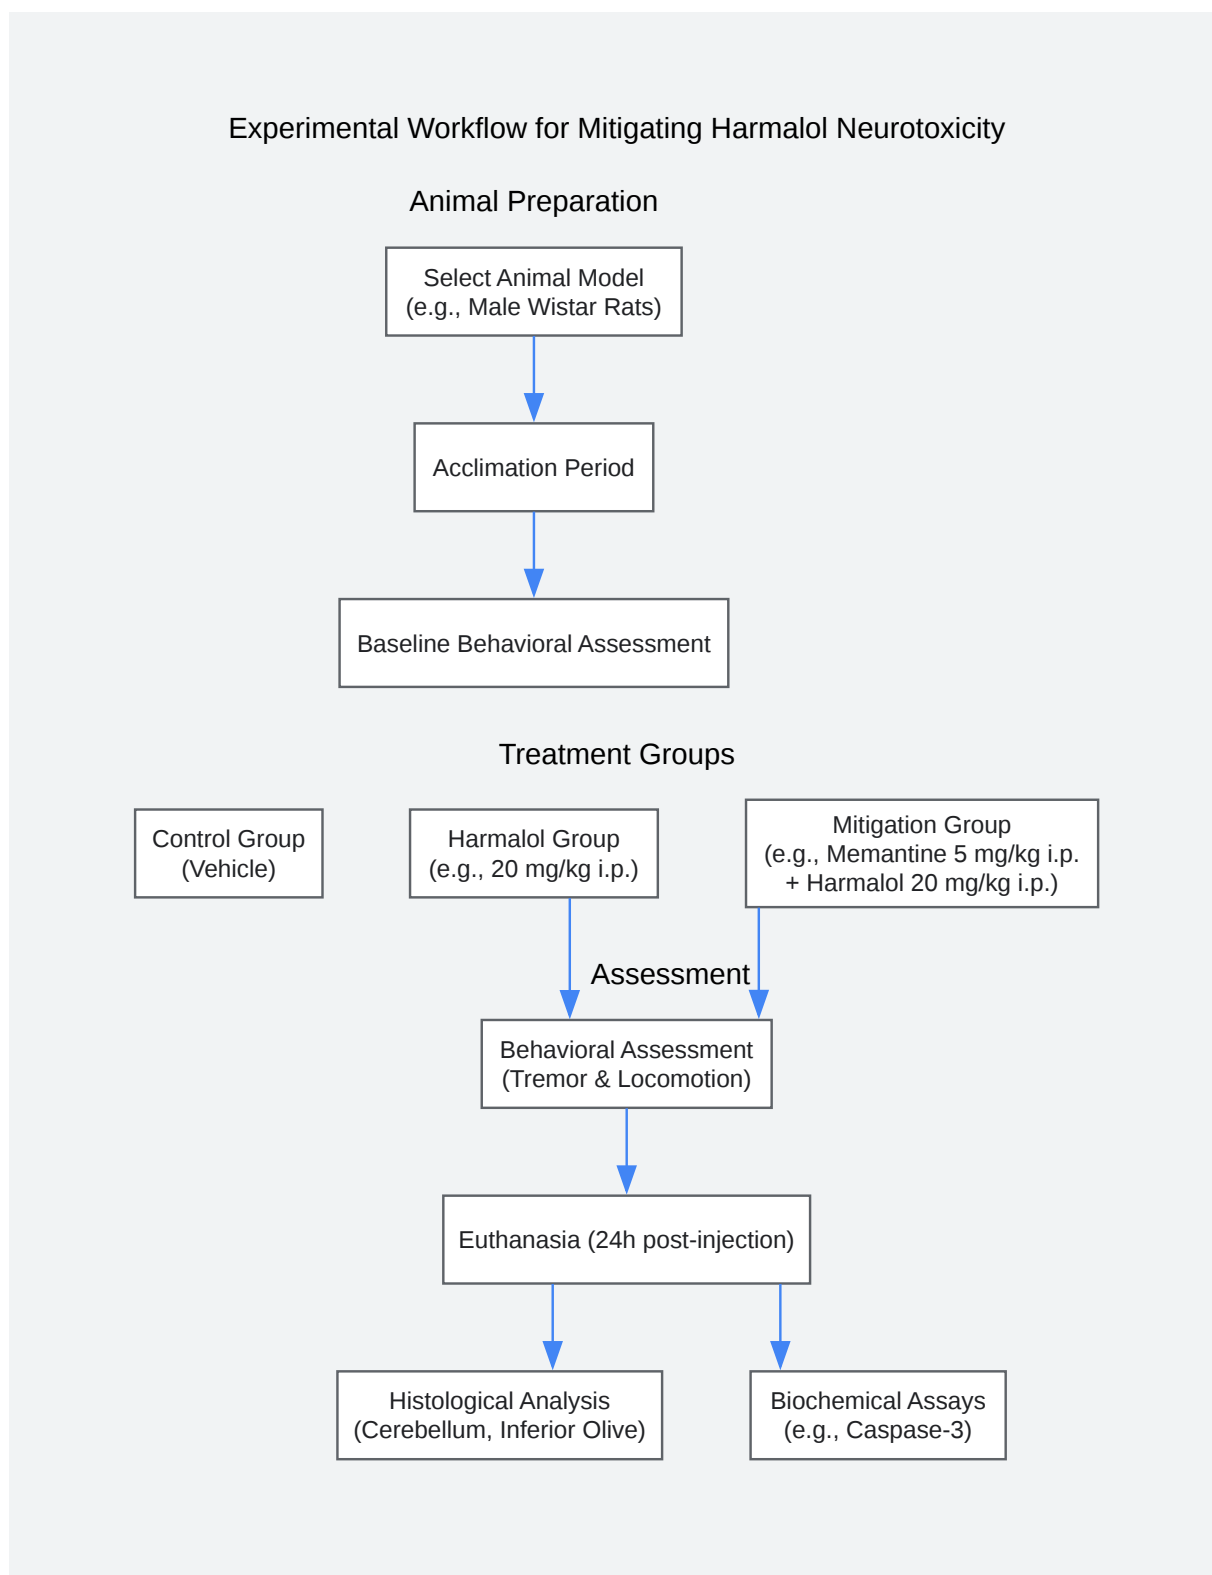 Experimental Workflow for Mitigating Harmalol Neurotoxicity
Animal Preparation
Select Animal Model
(e.g., Male Wistar Rats)
Acclimation Period
Baseline Behavioral Assessment
Treatment Groups
Control Group
(Vehicle)
Harmalol Group
(e.g., 20 mg/kg i.p.)
Mitigation Group
(e.g., Memantine 5 mg/kg i.p.
+ Harmalol 20 mg/kg i.p.)
Assessment
Behavioral Assessment
(Tremor & Locomotion)
Euthanasia (24h post-injection)
Histological Analysis
(Cerebellum, Inferior Olive)
Biochemical Assays
(e.g., Caspase-3)